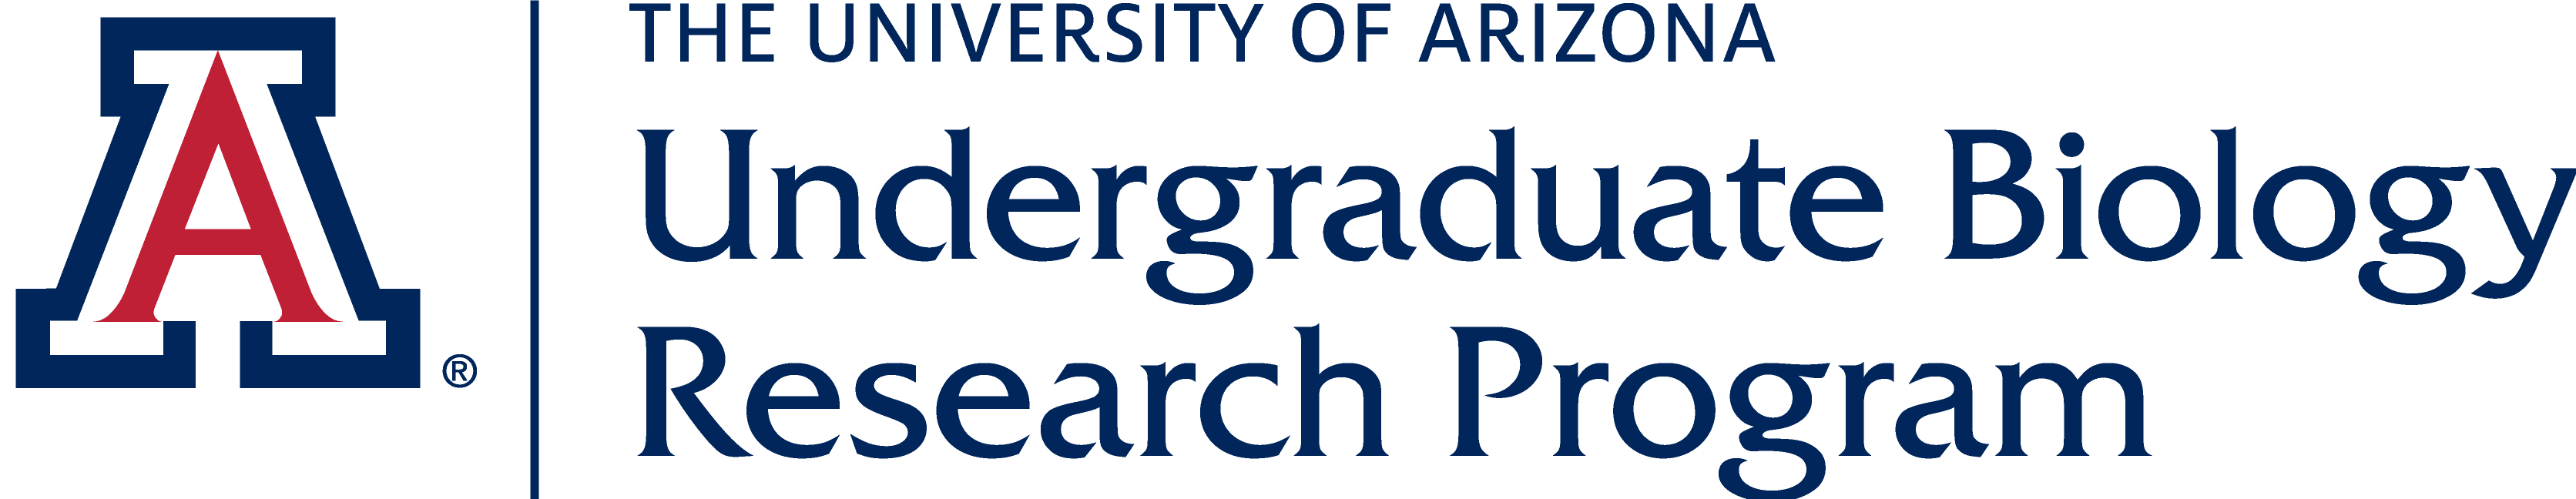 A
®
THE UNIVERSITY OF ARIZONA
Undergraduate Biology
Research Program